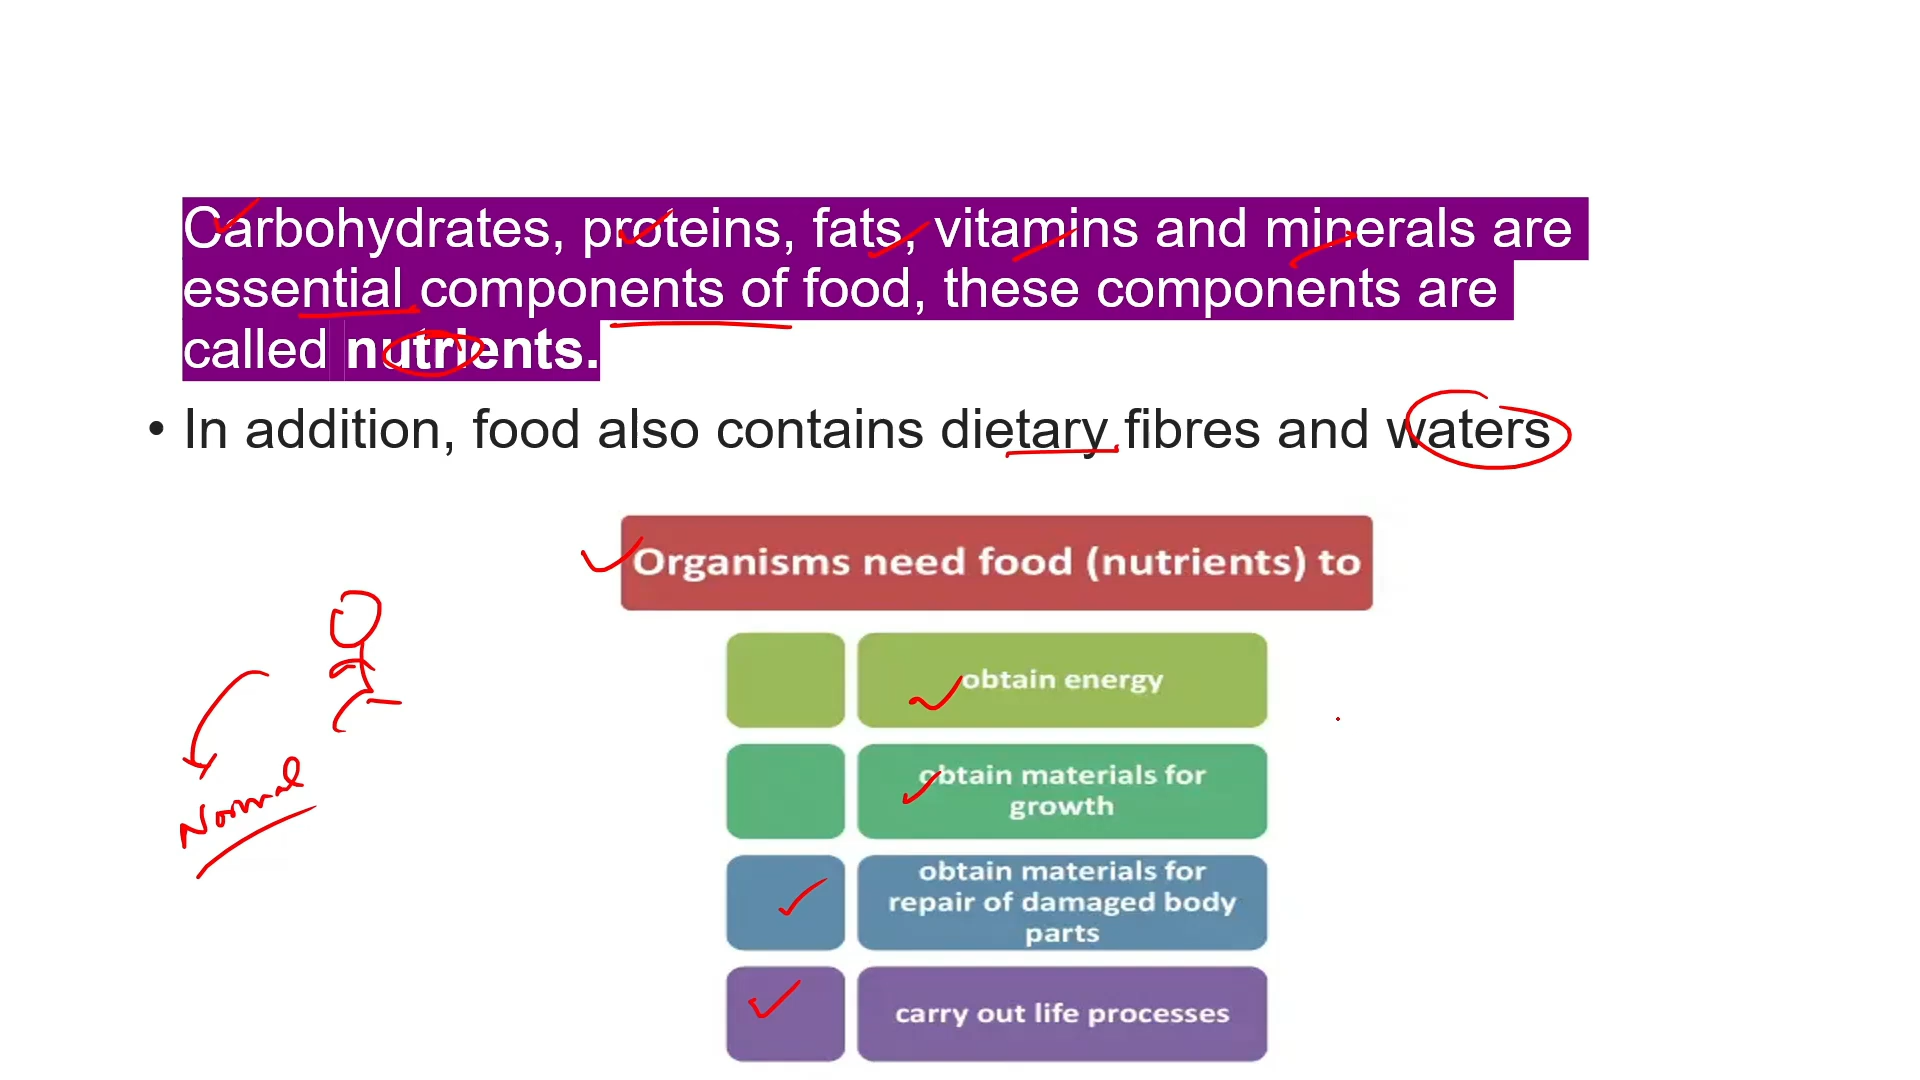 Carbohydrates, proteins, fats, vitamins and minerals are
essential components of food, these components are
called nutrients.
• In addition, food also contains dietary fibres and waters
Organisms need food (nutrients) to
obtain energy
obtain materials for
growth
obtain materials for
repair of damaged body
parts
carry out life processes
Normal